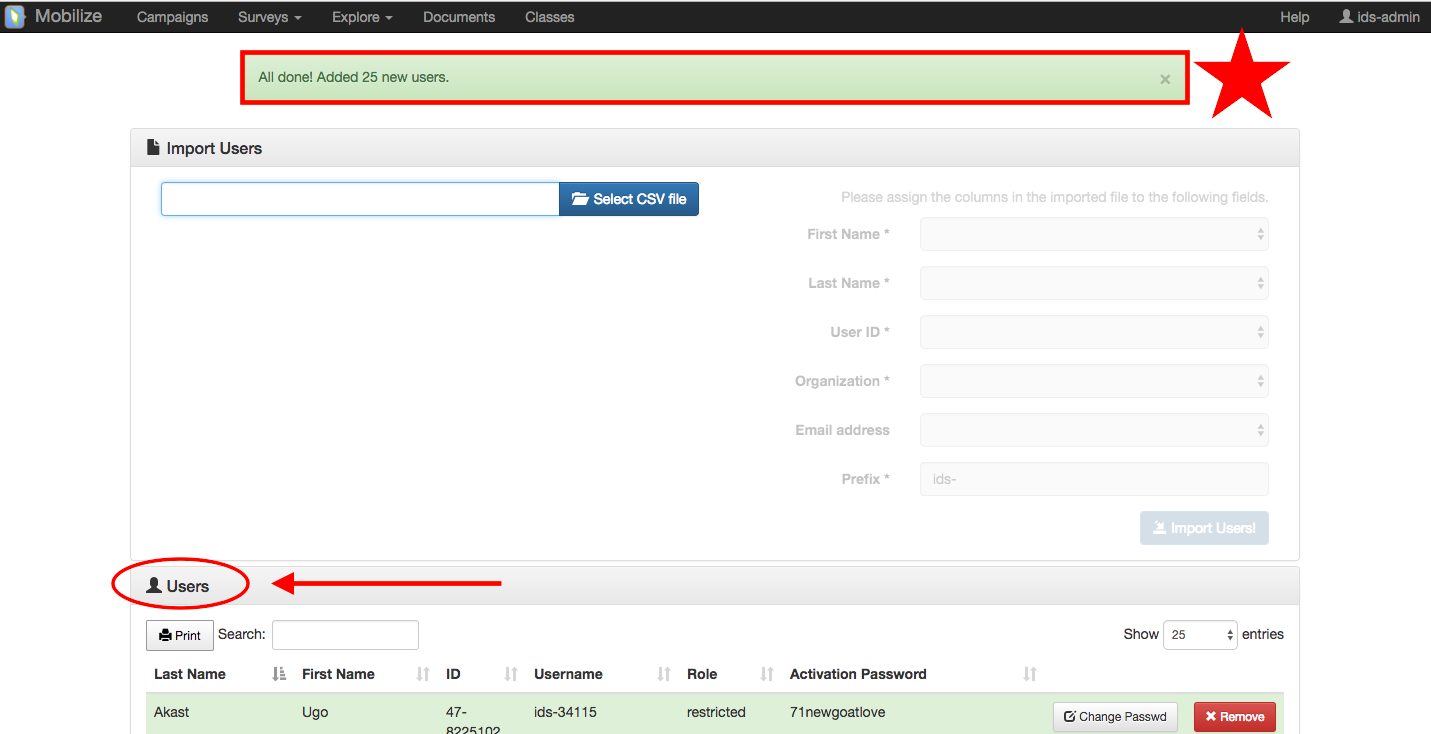 Mobilize Campaigns Surveys Explore Documents Classes Help ids-admin
All done! Added 25 new users. ×
Import Users
Select CSV file
Please assign the columns in the imported file to the following fields.
First Name *
Last Name *
User ID *
Organization *
Email address
Prefix * ids-
Import Users!
Users
Print Search: Show 25 entries
Last Name First Name ID Username Role Activation Password
Akast Ugo 47- ids-34115 restricted 71newgoatlove Change Passwd Remove
8225102